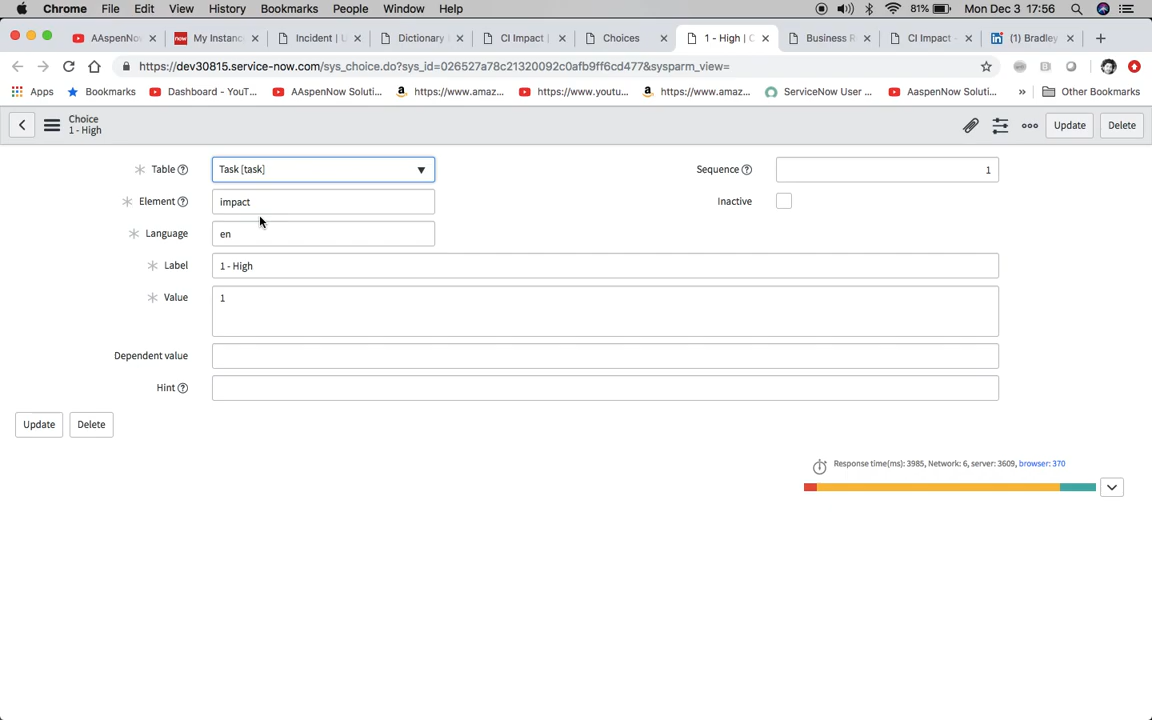 Chrome File Edit View History Bookmarks People Window Help 81% Mon Dec 3 17:56
AAspenNo My Instanc Incident | U Dictionary CI Impact | Choices 1 - High | C Business R CI Impact - (1) Bradley
https://dev30815.service-now.com/sys_choice.do?sys_id=026527a78c21320092c0afb9ff6cd477&sysparm_view=
Apps Bookmarks Dashboard - YouT... AAspenNow Soluti... https://www.amaz... https://www.youtu... https://www.amaz... ServiceNow User ... AaspenNow Soluti... » Other Bookmarks
Choice
1 - High
Update Delete
Table Task [task] Sequence 1
Element impact Inactive
Language en
Label 1 - High
Value 1
Dependent value
Hint
Update Delete
Response time(ms): 3985, Network: 6, server: 3609, browser: 370